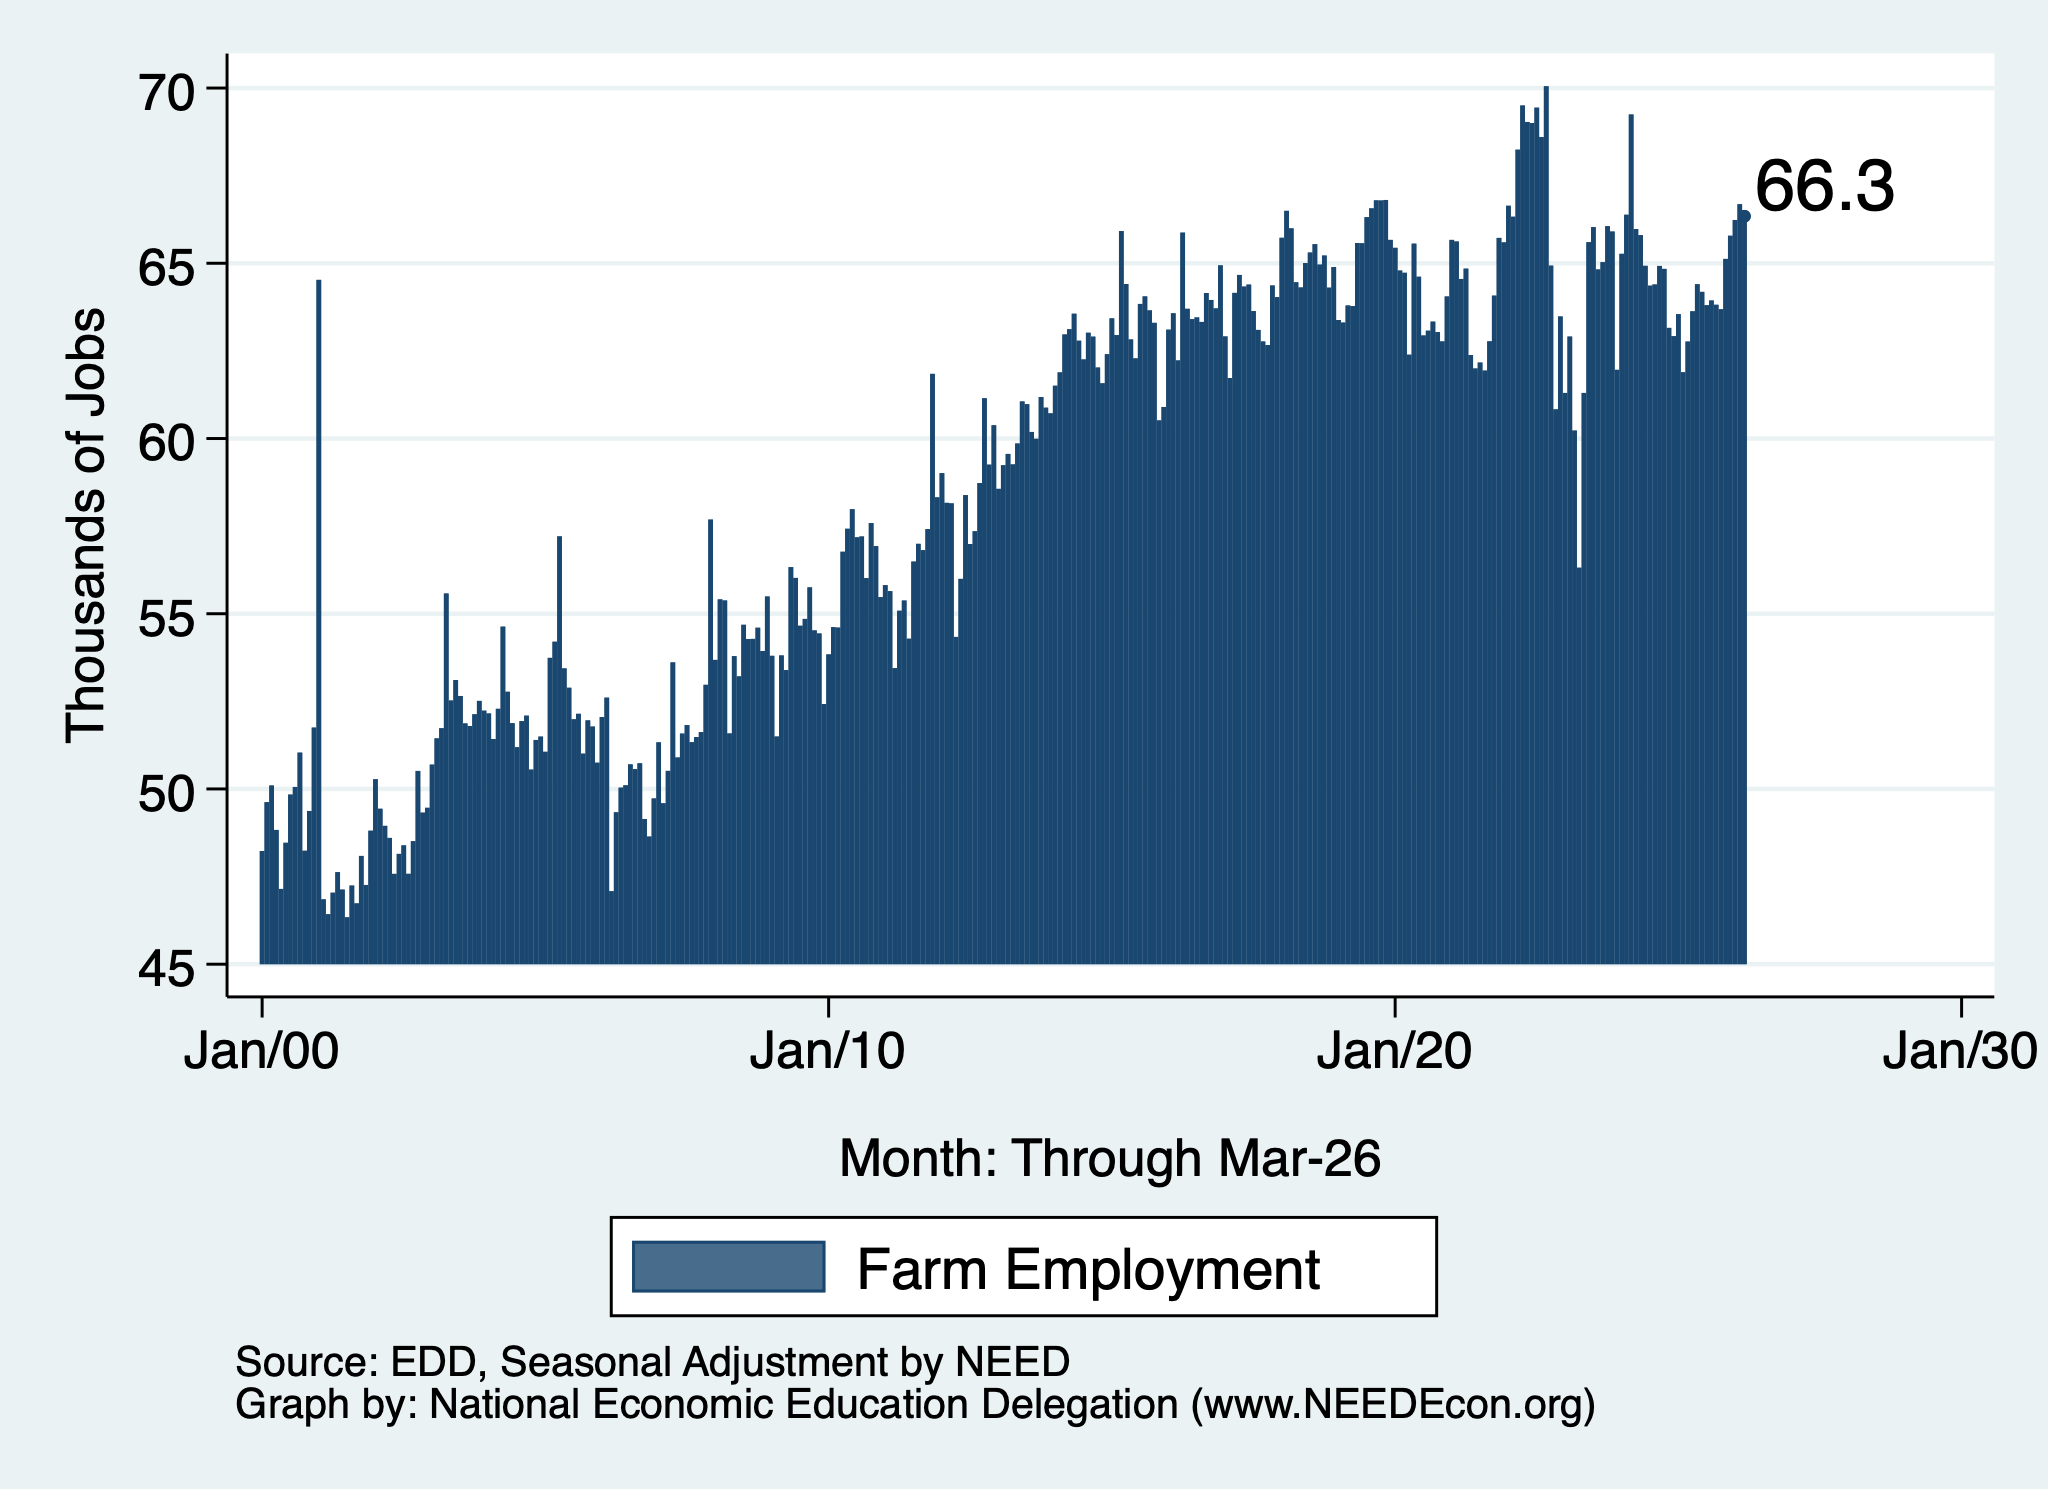 70
65
60
55
50
45
Thousands of Jobs
66.3
Jan/00 Jan/10 Jan/20 Jan/30
Month: Through Mar-26
Farm Employment
Source: EDD, Seasonal Adjustment by NEED
Graph by: National Economic Education Delegation (www.NEEDEcon.org)